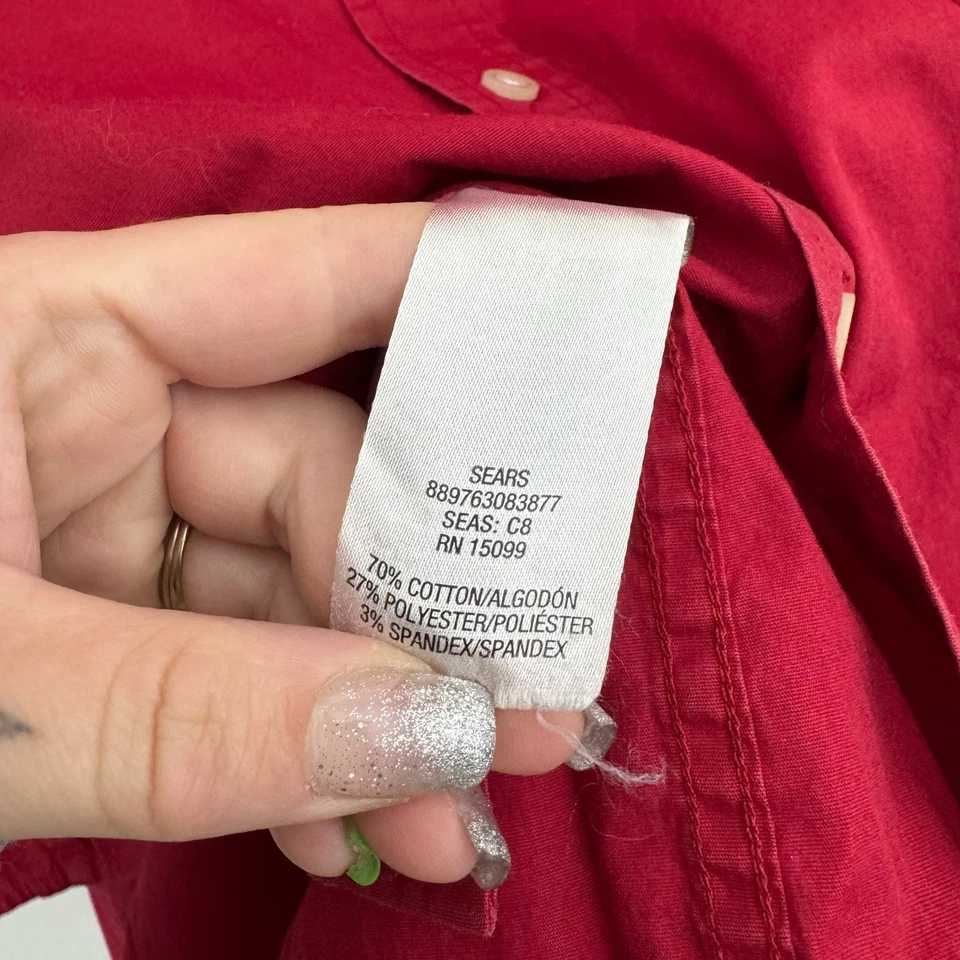 SEARS
889763083877
SEAS: C8
RN 15099
70% COTTON/ALGODÓN
27% POLYESTER/POLIÉSTER
3% SPANDEX/SPANDEX